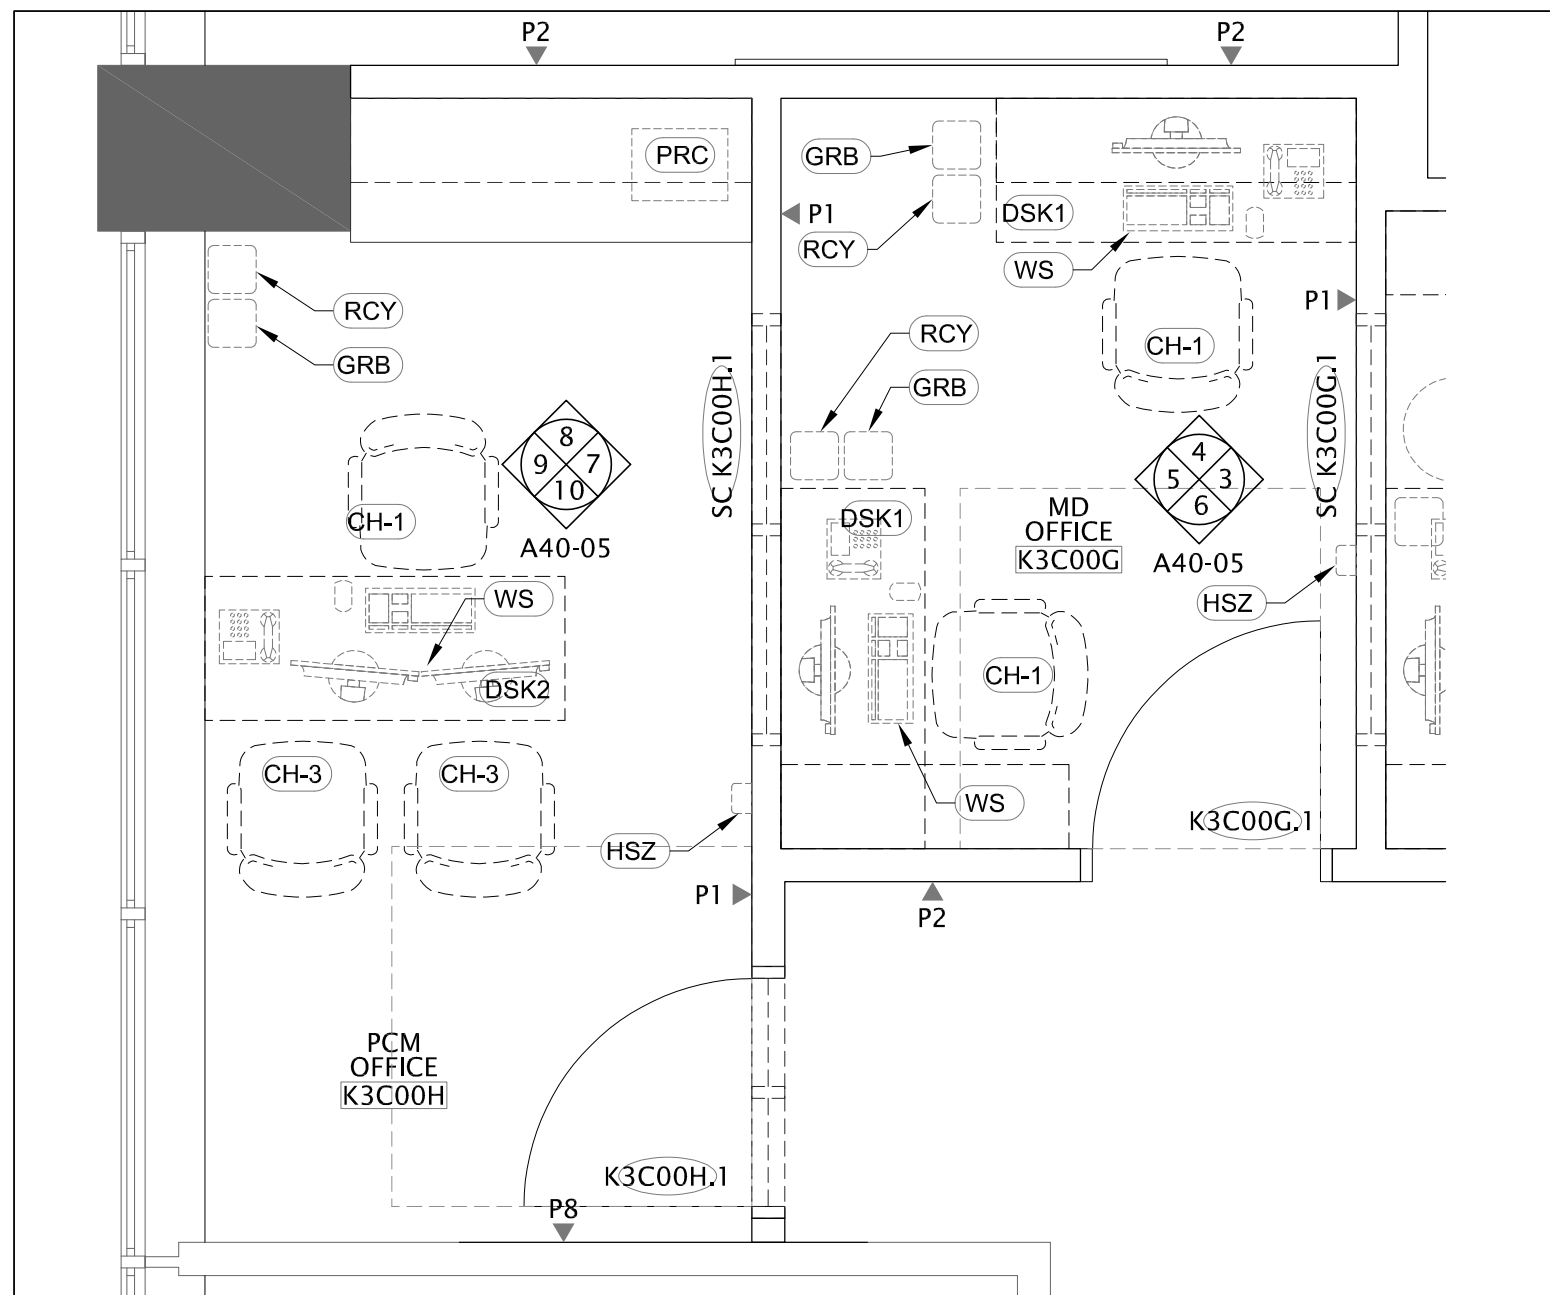 P2
P2
PRC
GRB
DSK1
P1
RCY
WS
P1
RCY
RCY
CH-1
GRB
GRB
SC K3C00H.1
SC K3C00G.1
8
9
7
10
A40-05
4
5
3
6
A40-05
CH-1
DSK1
MD
OFFICE
K3C00G
WS
HSZ
DSK2
CH-1
CH-3
CH-3
WS
K3C00G.1
HSZ
P1
P2
PCM
OFFICE
K3C00H
K3C00H.1
P8